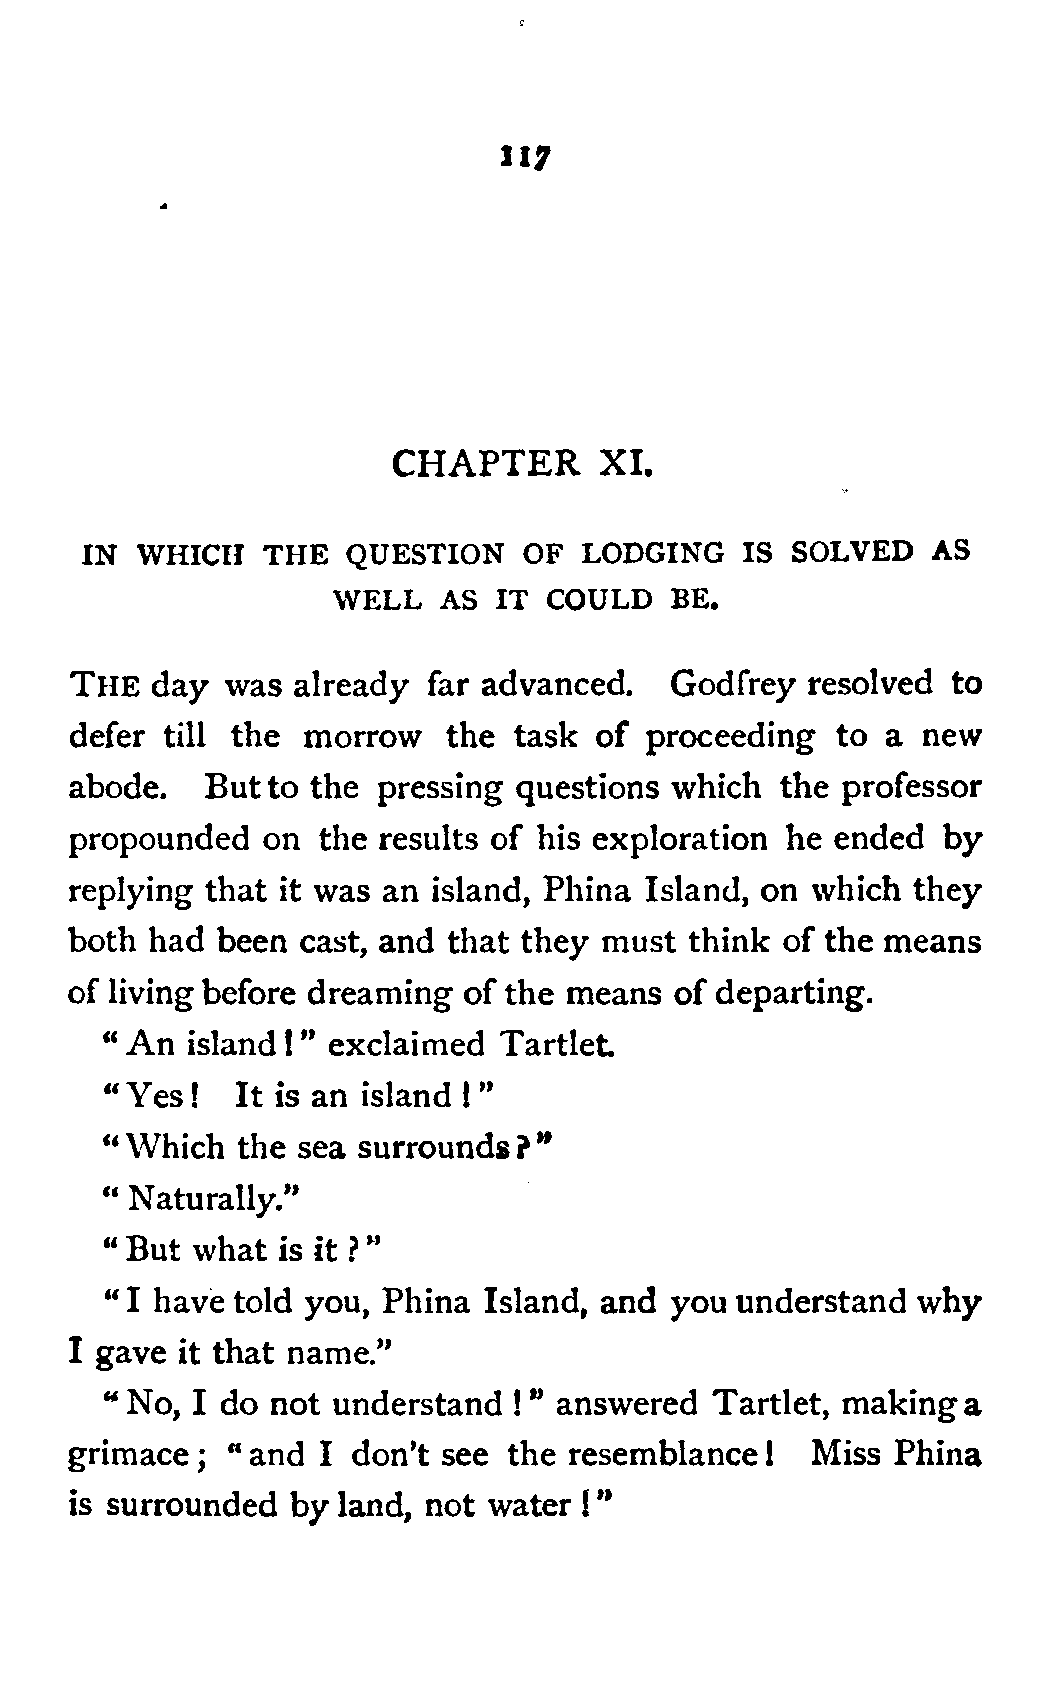 117
CHAPTER XI.
IN WHICH THE QUESTION OF LODGING IS SOLVED AS
WELL AS IT COULD BE.
THE day was already far advanced. Godfrey resolved to
defer till the morrow the task of proceeding to a new
abode. But to the pressing questions which the professor
propounded on the results of his exploration he ended by
replying that it was an island, Phina Island, on which they
both had been cast, and that they must think of the means
of living before dreaming of the means of departing.
"An island!" exclaimed Tartlet.
"Yes! It is an island!"
"Which the sea surrounds?"
"Naturally."
"But what is it?"
"I have told you, Phina Island, and you understand why
I gave it that name."
"No, I do not understand!" answered Tartlet, making a
grimace; "and I don't see the resemblance! Miss Phina
is surrounded by land, not water!"